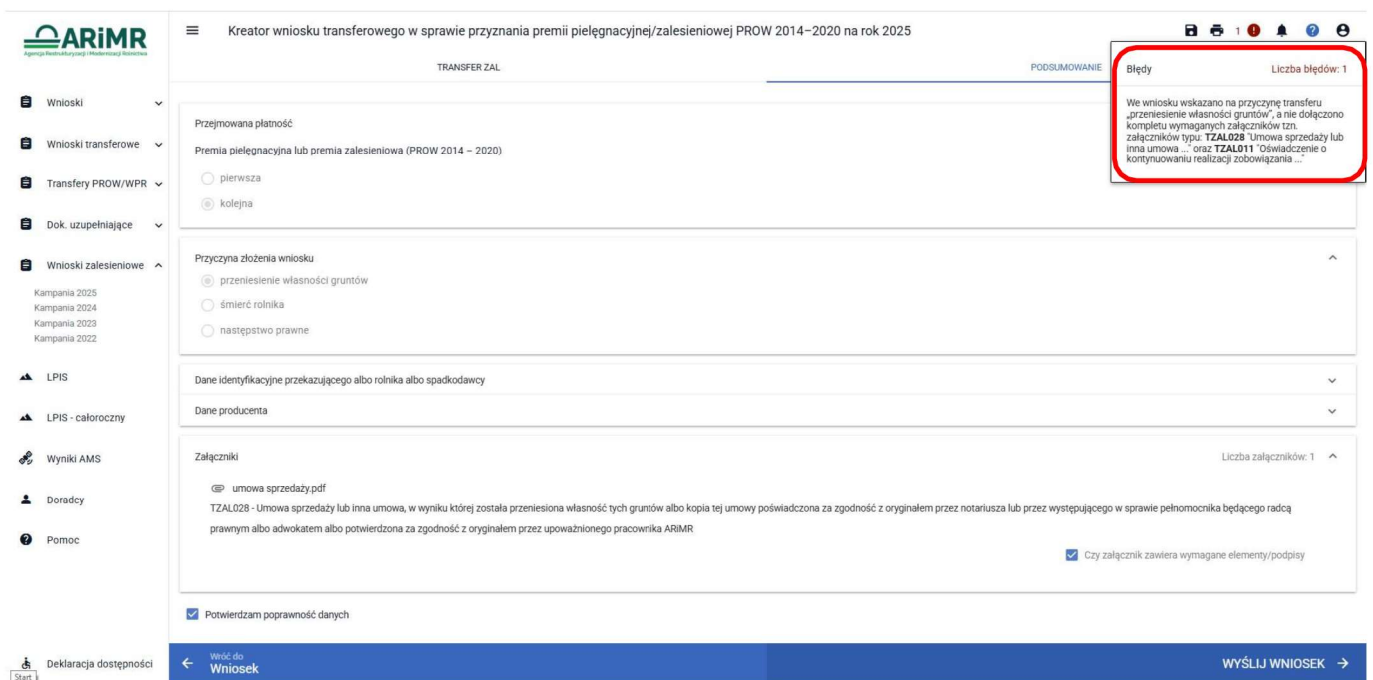 ARiMR
Agencja Restrukturyzacji i Modernizacji Rolnictwa
Kreator wniosku transferowego w sprawie przyznania premii pielęgnacyjnej/zalesieniowej PROW 2014–2020 na rok 2025
1
TRANSFER ZAL
PODSUMOWANIE
Błędy
Liczba błędów: 1
We wniosku wskazano na przyczynę transferu
„przeniesienie własności gruntów", a nie dołączono
kompletu wymaganych załączników tzn.
załączników typu: TZAL028 "Umowa sprzedaży lub
inna umowa ..." oraz TZAL011 "Oświadczenie o
kontynuowaniu realizacji zobowiązania ..."
Wnioski
Wnioski transferowe
Transfery PROW/WPR
Dok. uzupełniające
Wnioski zalesieniowe
Kampania 2025
Kampania 2024
Kampania 2023
Kampania 2022
LPIS
LPIS - całoroczny
Wyniki AMS
Doradcy
Pomoc
Deklaracja dostępności
Start
Przejmowana płatność
Premia pielęgnacyjna lub premia zalesieniowa (PROW 2014 – 2020)
pierwsza
kolejna
Przyczyna złożenia wniosku
przeniesienie własności gruntów
śmierć rolnika
następstwo prawne
Dane identyfikacyjne przekazującego albo rolnika albo spadkodawcy
Dane producenta
Załączniki
Liczba załączników: 1
umowa sprzedaży.pdf
TZAL028 - Umowa sprzedaży lub inna umowa, w wyniku której została przeniesiona własność tych gruntów albo kopia tej umowy poświadczona za zgodność z oryginałem przez notariusza lub przez występującego w sprawie pełnomocnika będącego radcą
prawnym albo adwokatem albo potwierdzona za zgodność z oryginałem przez upoważnionego pracownika ARiMR
Czy załącznik zawiera wymagane elementy/podpisy
Potwierdzam poprawność danych
Wróć do
Wniosek
WYŚLIJ WNIOSEK